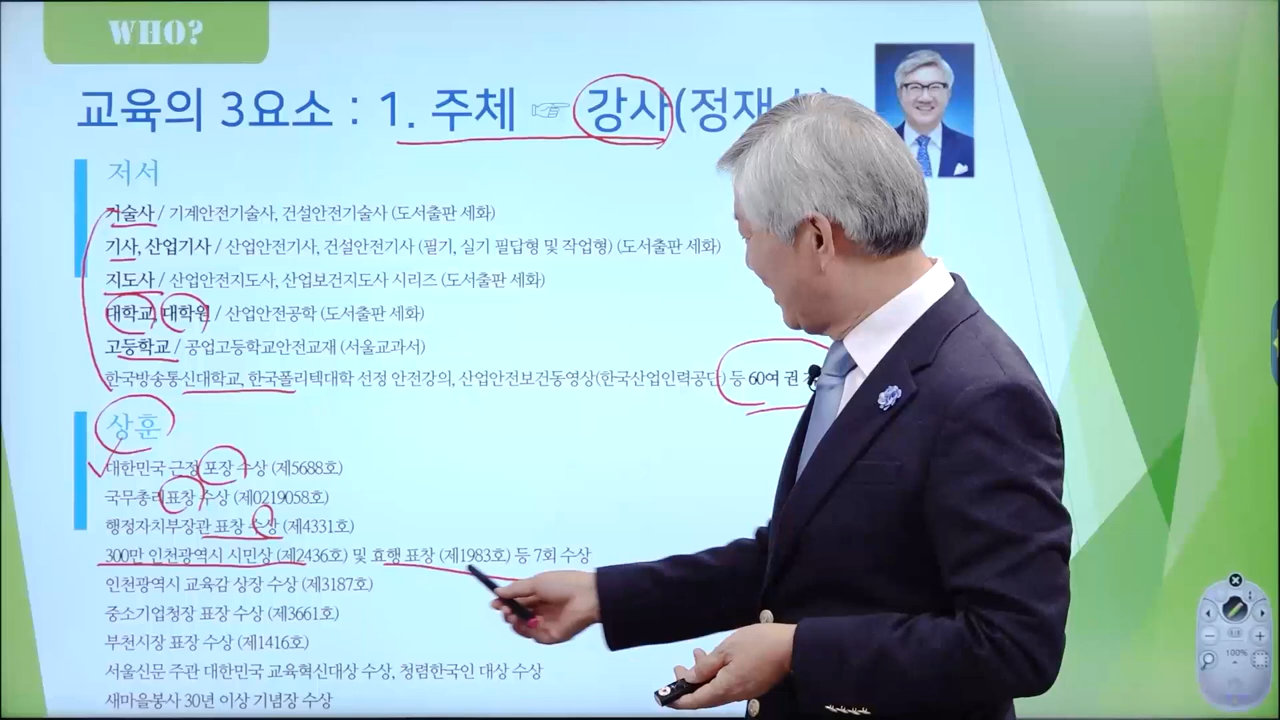 WHO?
교육의 3요소 : 1. 주체 ☞ 강사(정재
저서
기술사 / 기계안전기술사, 건설안전기술사 (도서출판 세화)
기사, 산업기사 / 산업안전기사, 건설안전기사 (필기, 실기 필답형 및 작업형) (도서출판 세화)
지도사 / 산업안전지도사, 산업보건지도사 시리즈 (도서출판 세화)
대학교, 대학원 / 산업안전공학 (도서출판 세화)
고등학교 / 공업고등학교안전교재 (서울교과서)
한국방송통신대학교, 한국폴리텍대학 선정 안전강의, 산업안전보건동영상(한국산업인력공단) 등 60여 권
상훈
대한민국 근정 포장 수상 (제5688호)
국무총리 표창 수상 (제0219058호)
행정자치부장관 표창 수상 (제4331호)
300만 인천광역시 시민상 (제2436호) 및 효행 표창 (제1983호) 등 7회 수상
인천광역시 교육감 상장 수상 (제3187호)
중소기업청장 표장 수상 (제3661호)
부천시장 표장 수상 (제1416호)
서울신문 주관 대한민국 교육혁신대상 수상, 청렴한국인 대상 수상
새마을봉사 30년 이상 기념장 수상
100%